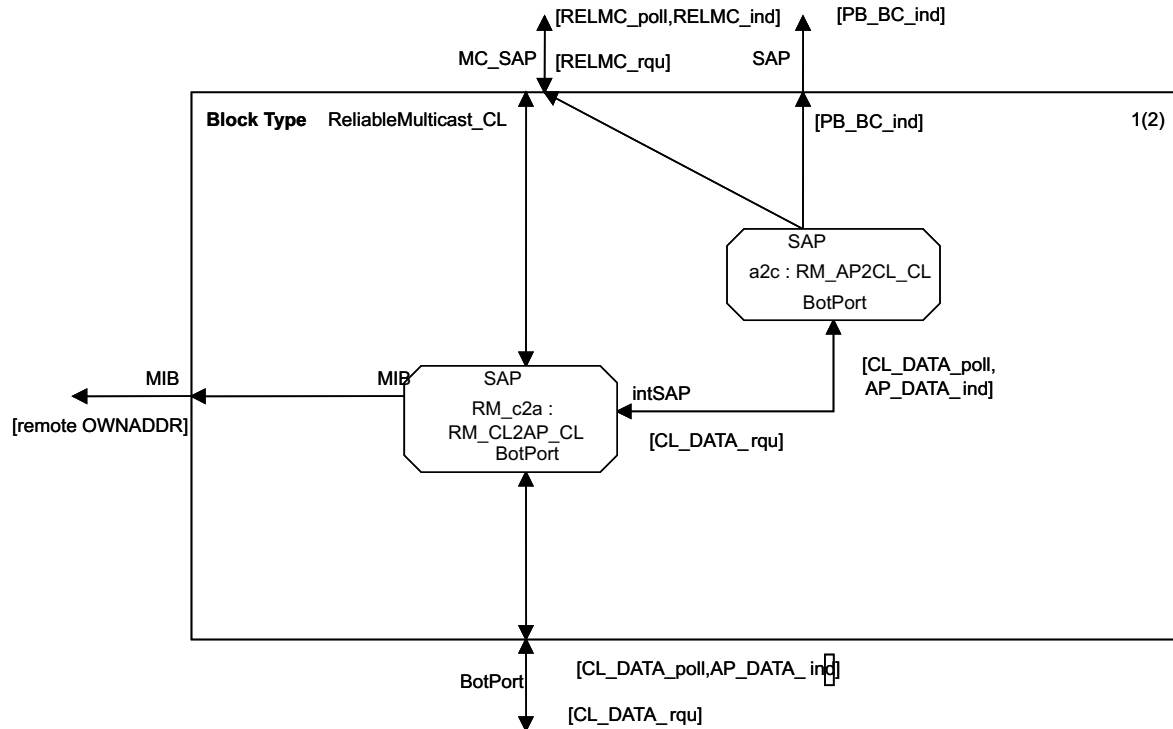 [RELMC_poll,RELMC_ind]
[PB_BC_ind]
MC_SAP
[RELMC_rqu]
SAP
Block Type ReliableMulticast_CL
[PB_BC_ind]
1(2)
SAP
a2c : RM_AP2CL_CL
BotPort
[CL_DATA_poll,
AP_DATA_ind]
MIB
MIB
[remote OWNADDR]
SAP
RM_c2a :
RM_CL2AP_CL
BotPort
intSAP
[CL_DATA_rqu]
[CL_DATA_poll,AP_DATA_ ind]
BotPort
[CL_DATA_rqu]